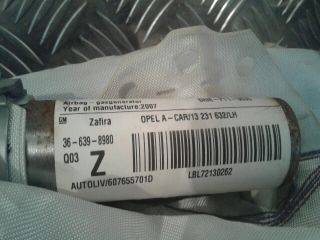 Airbag - gasgenerator
Year of manufacture:2007
GM Zafira OPEL A-CAR/13 231 632/LH
36-639-8980
Q03 Z
AUTOLIV/607655701D LBL72130262